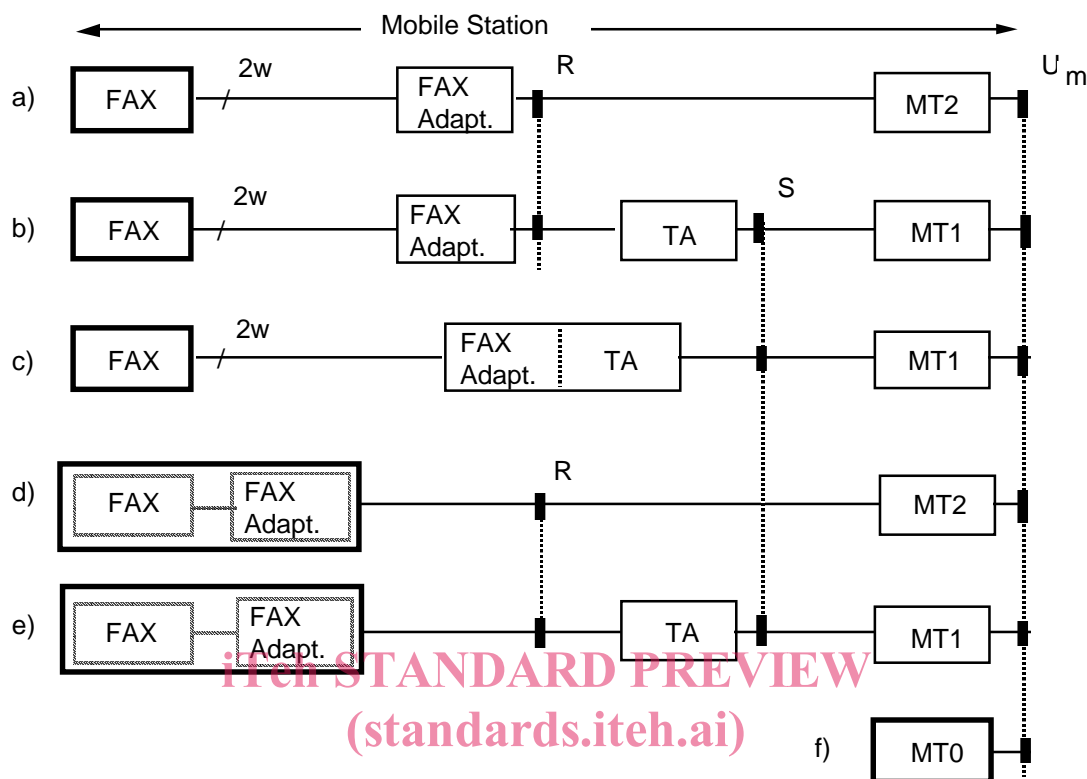 Mobile Station
R
U'm
2w
a)
FAX
FAX
Adapt.
MT2
S
2w
b)
FAX
FAX
Adapt.
TA
MT1
2w
c)
FAX
FAX
Adapt.
TA
MT1
R
d)
FAX
FAX
Adapt.
MT2
e)
FAX
FAX
Adapt.
TA
MT1
iTeh STANDARD PREVIEW
(standards.iteh.ai)
f)
MT0